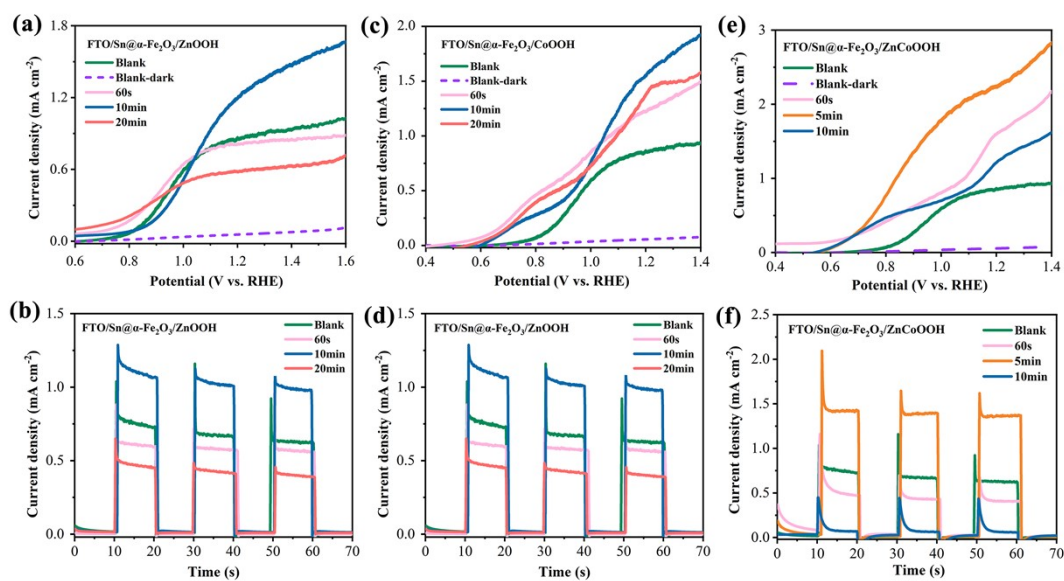 (a)
FTO/Sn@α-Fe₂O₃/ZnOOH
Blank
Blank-dark
60s
10min
20min
Current density (mA cm⁻²)
1.8
1.2
0.6
0.0
0.6 0.8 1.0 1.2 1.4 1.6
Potential (V vs. RHE)
(c)
FTO/Sn@α-Fe₂O₃/CoOOH
Blank
Blank-dark
60s
10min
20min
Current density (mA cm⁻²)
2.0
1.5
1.0
0.5
0.0
0.4 0.6 0.8 1.0 1.2 1.4
Potential (V vs. RHE)
(e)
FTO/Sn@α-Fe₂O₃/ZnCoOOH
Blank
Blank-dark
60s
5min
10min
Current density (mA cm⁻²)
3
2
1
0
0.4 0.6 0.8 1.0 1.2 1.4
Potential (V vs. RHE)
(b)
FTO/Sn@α-Fe₂O₃/ZnOOH
Blank
60s
10min
20min
Current density (mA cm⁻²)
1.5
1.0
0.5
0.0
0 10 20 30 40 50 60 70
Time (s)
(d)
FTO/Sn@α-Fe₂O₃/ZnOOH
Blank
60s
10min
20min
Current density (mA cm⁻²)
1.5
1.0
0.5
0.0
0 10 20 30 40 50 60 70
Time (s)
(f)
FTO/Sn@α-Fe₂O₃/ZnCoOOH
Blank
60s
5min
10min
Current density (mA cm⁻²)
2.5
2.0
1.5
1.0
0.5
0.0
0 10 20 30 40 50 60 70
Time (s)